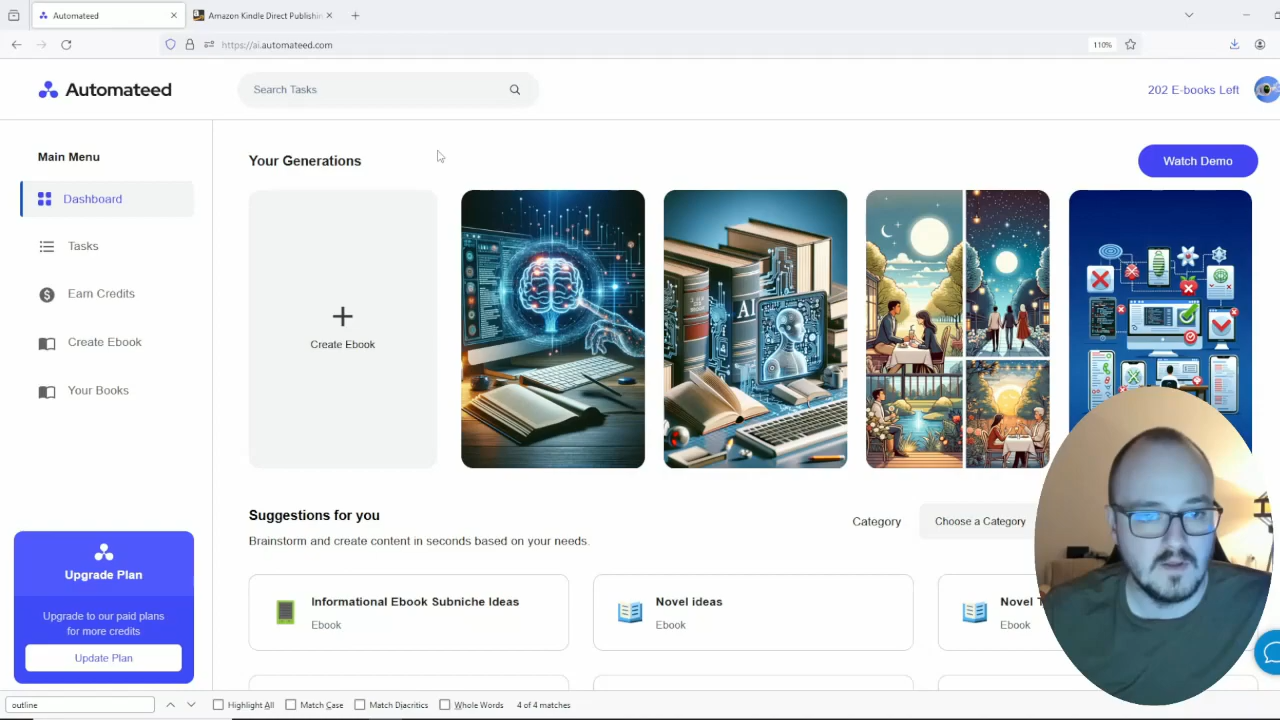 Automateed
Amazon Kindle Direct Publishin
https://ai.automateed.com
110%
Automateed
Search Tasks
202 E-books Left
Main Menu
Dashboard
Tasks
Earn Credits
Create Ebook
Your Books
Your Generations
Watch Demo
Create Ebook
AI
Suggestions for you
Category
Choose a Category
Brainstorm and create content in seconds based on your needs.
Informational Ebook Subniche Ideas
Ebook
Novel ideas
Ebook
Novel T
Ebook
Upgrade Plan
Upgrade to our paid plans
for more credits
Update Plan
outline
Highlight All
Match Case
Match Diacritics
Whole Words
4 of 4 matches